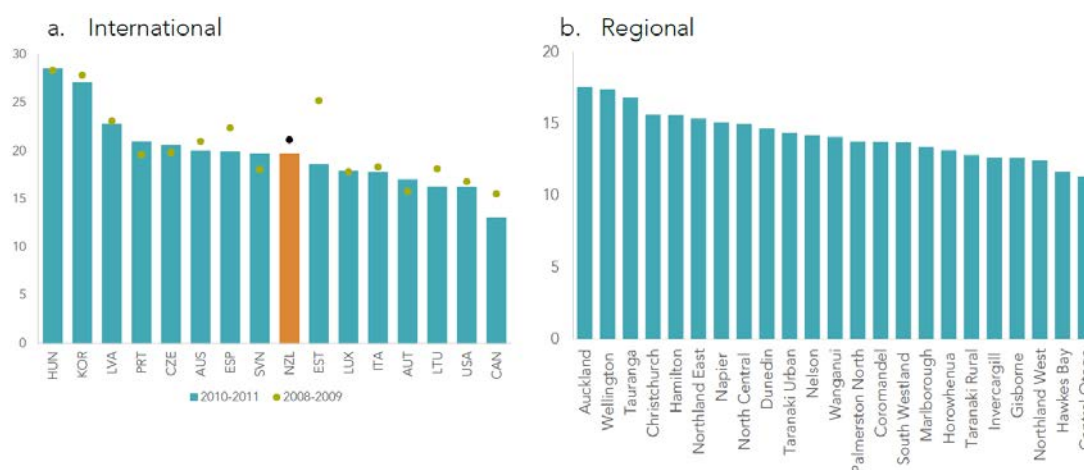 a. International
30
25
20
15
10
5
0
HUN
KOR
LVA
PRT
CZE
AUS
ESP
SVN
NZL
EST
LUX
ITA
AUT
LTU
USA
CAN
2010-2011
2008-2009
b. Regional
20
15
10
5
0
Auckland
Wellington
Tauranga
Christchurch
Hamilton
Northland East
Napier
North Central
Dunedin
Taranaki Urban
Nelson
Wanganui
Palmerston North
Coromandel
South Westland
Marlborough
Horowhenua
Taranaki Rural
Invercargill
Gisborne
Northland West
Hawkes Bay